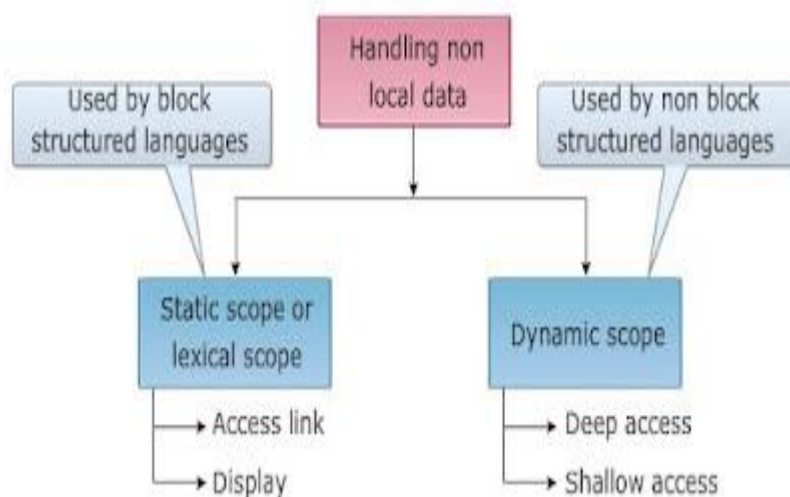 Handling non
local data
Used by block
structured languages
Used by non block
structured languages
Static scope or
lexical scope
Dynamic scope
Access link
Display
Deep access
Shallow access